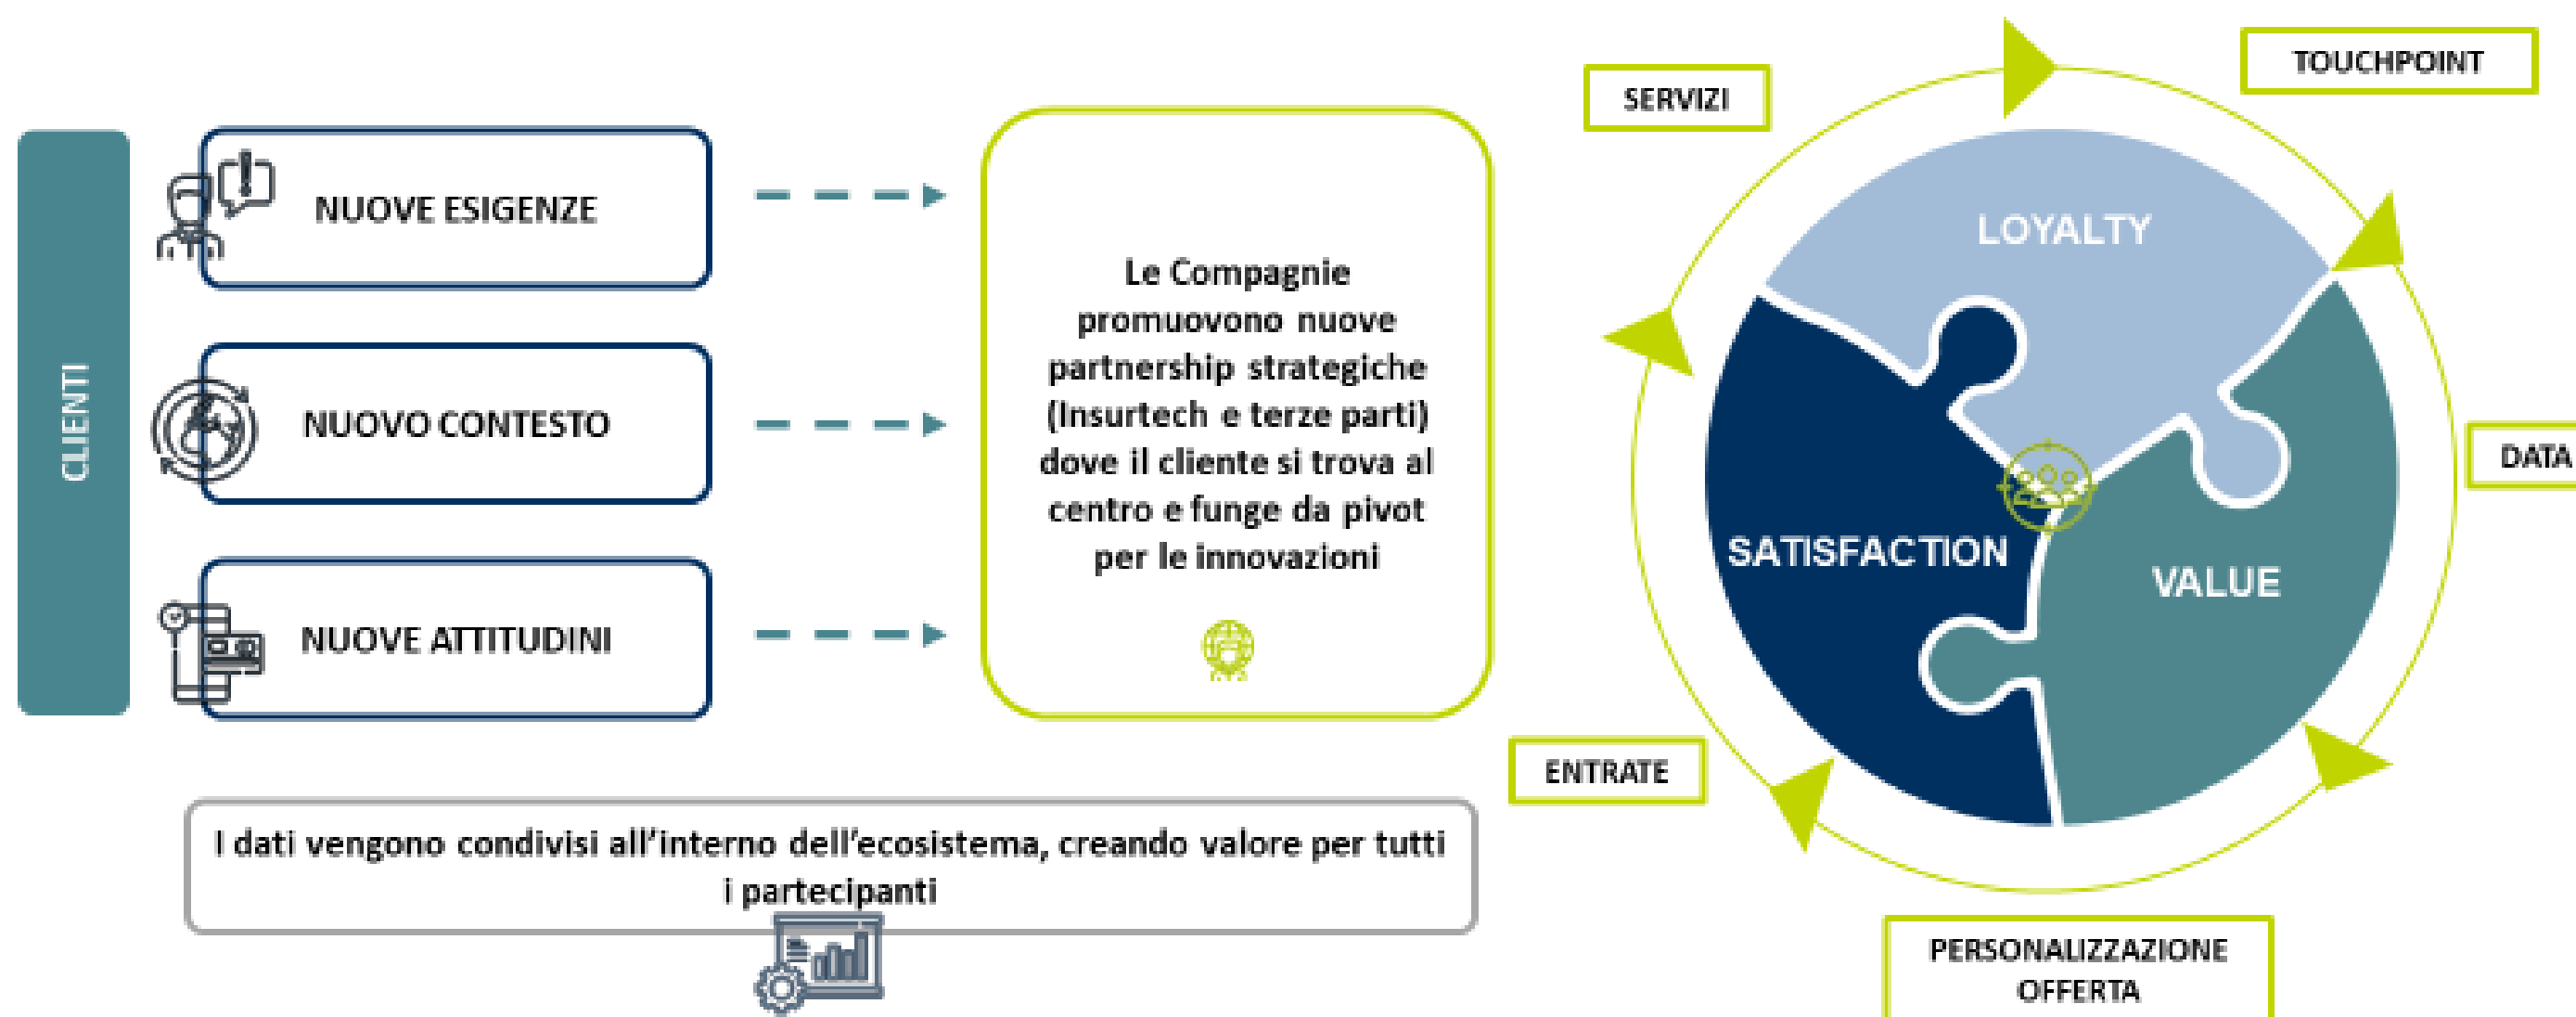 CLIENTI
NUOVE ESIGENZE
NUOVO CONTESTO
NUOVE ATTITUDINI
Le Compagnie
promuovono nuove
partnership strategiche
(Insurtech e terze parti)
dove il cliente si trova al
centro e funge da pivot
per le innovazioni
I dati vengono condivisi all'interno dell'ecosistema, creando valore per tutti
i partecipanti
SERVIZI
TOUCHPOINT
LOYALTY
DATA
SATISFACTION
VALUE
ENTRATE
PERSONALIZZAZIONE
OFFERTA